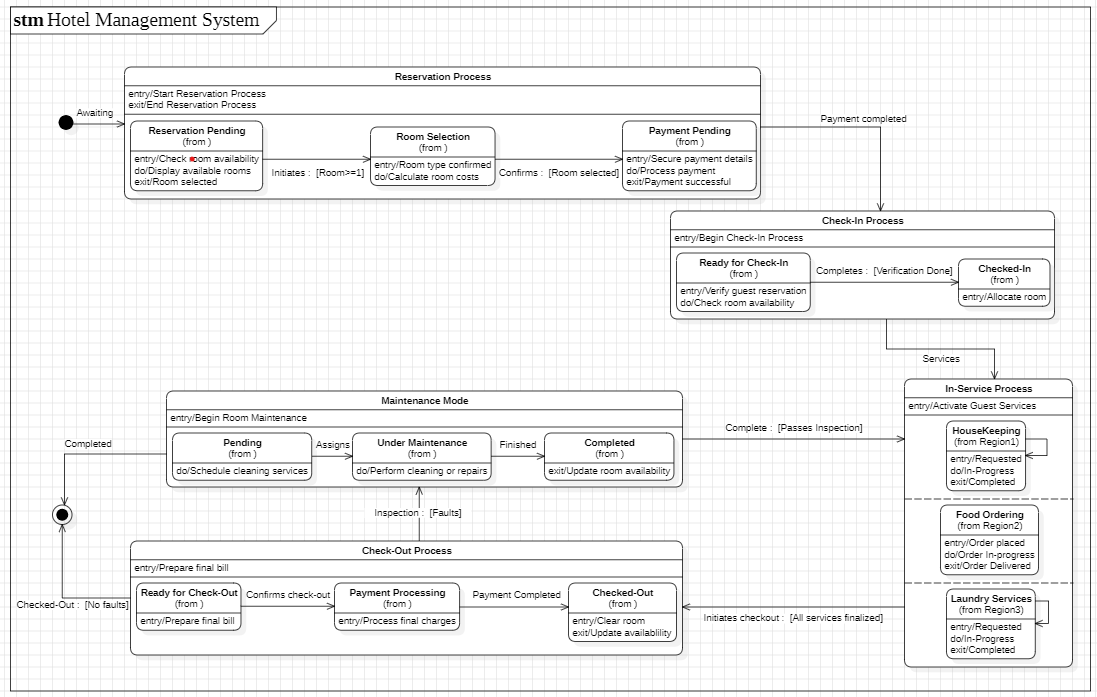 stm Hotel Management System
Reservation Process
entry/Start Reservation Process
exit/End Reservation Process
Awaiting
Reservation Pending
(from )
entry/Check room availability
do/Display available rooms
exit/Room selected
Initiates : [Room>=1]
Room Selection
(from )
entry/Room type confirmed
do/Calculate room costs
Confirms : [Room selected]
Payment Pending
(from )
entry/Secure payment details
do/Process payment
exit/Payment successful
Payment completed
Check-In Process
entry/Begin Check-In Process
Ready for Check-In
(from )
entry/Verify guest reservation
do/Check room availability
Completes : [Verification Done]
Checked-In
(from )
entry/Allocate room
Services
In-Service Process
entry/Activate Guest Services
HouseKeeping
(from Region1)
entry/Requested
do/In-Progress
exit/Completed
Food Ordering
(from Region2)
entry/Order placed
do/Order In-progress
exit/Order Delivered
Laundry Services
(from Region3)
entry/Requested
do/In-Progress
exit/Completed
Maintenance Mode
entry/Begin Room Maintenance
Pending
(from )
do/Schedule cleaning services
Assigns
Under Maintenance
(from )
do/Perform cleaning or repairs
Finished
Completed
(from )
exit/Update room availability
Complete : [Passes Inspection]
Completed
Inspection : [Faults]
Check-Out Process
entry/Prepare final bill
Ready for Check-Out
(from )
entry/Prepare final bill
Confirms check-out
Payment Processing
(from )
entry/Process final charges
Payment Completed
Checked-Out
(from )
entry/Clear room
exit/Update availablility
Checked-Out : [No faults]
Initiates checkout : [All services finalized]